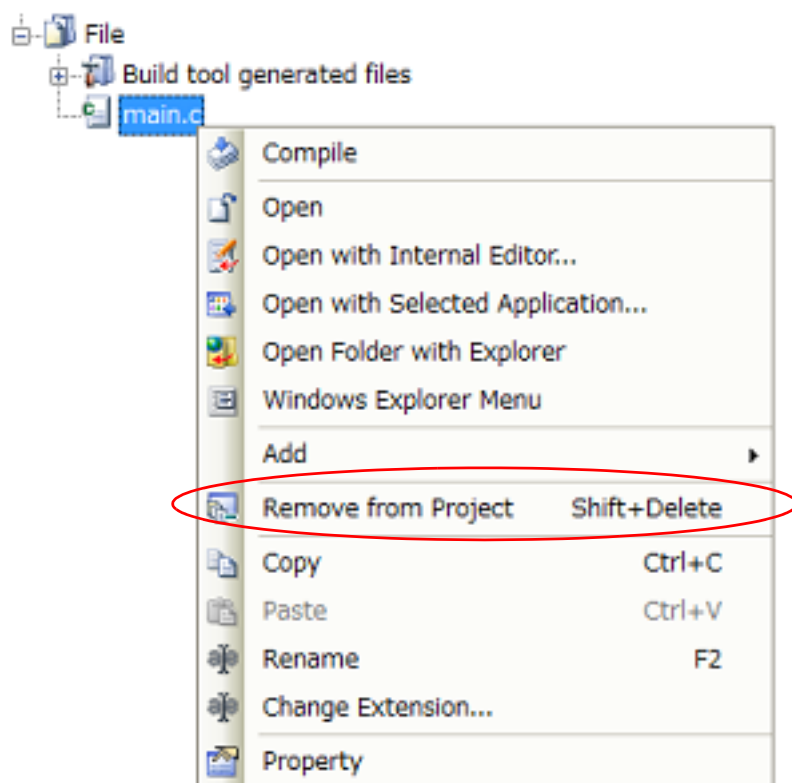 File
Build tool generated files
main.c
Compile
Open
Open with Internal Editor...
Open with Selected Application...
Open Folder with Explorer
Windows Explorer Menu
Add
Remove from Project Shift+Delete
Copy Ctrl+C
Paste Ctrl+V
Rename F2
Change Extension...
Property